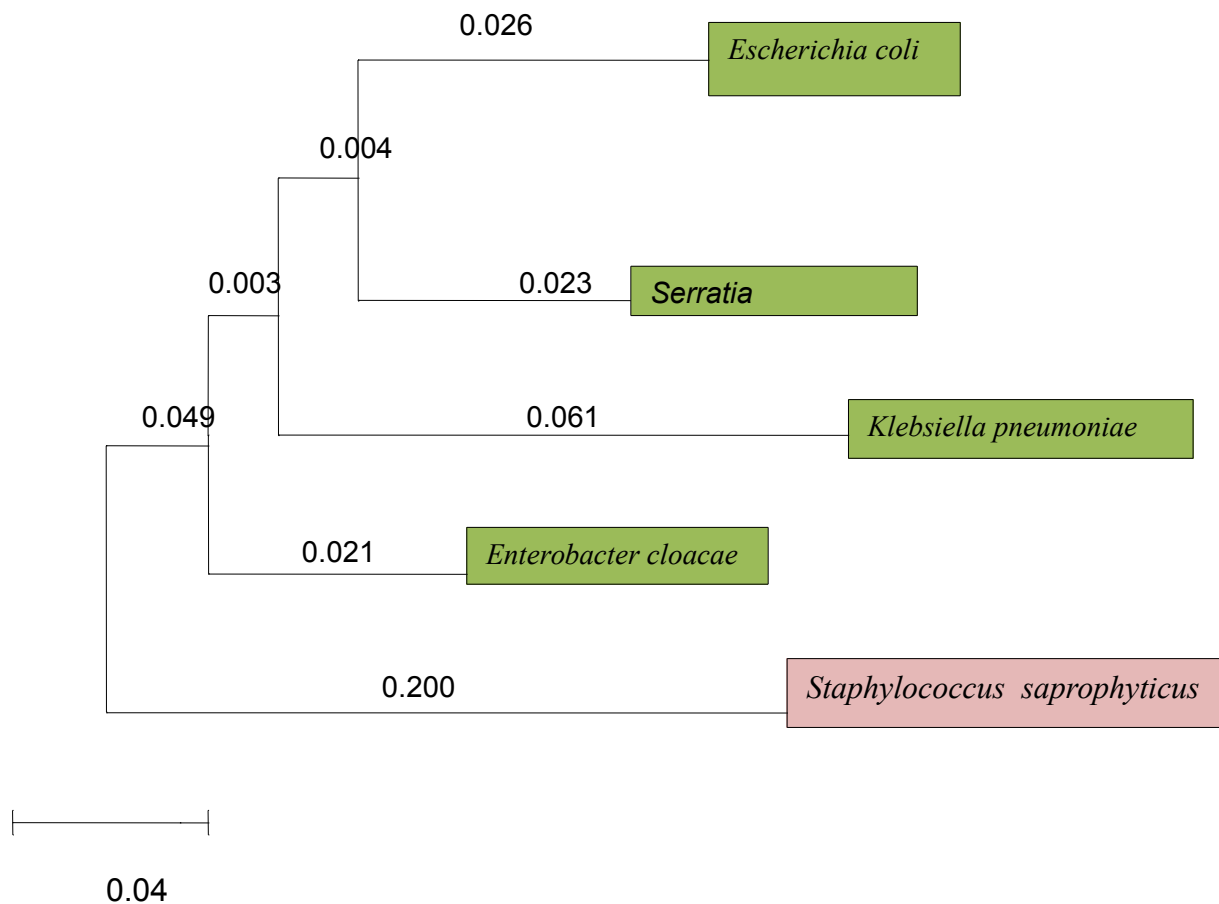 0.026
Escherichia coli
0.004
0.003
0.023
Serratia
0.049
0.061
Klebsiella pneumoniae
0.021
Enterobacter cloacae
0.200
Staphylococcus saprophyticus
0.04